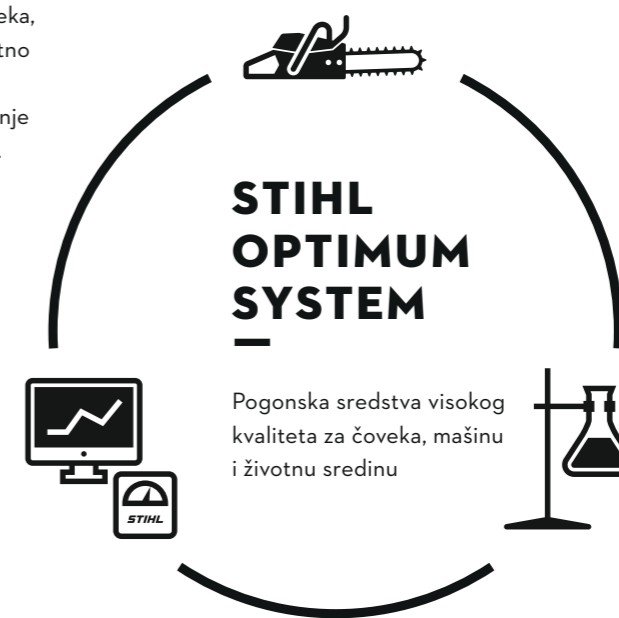 STIHL
OPTIMUM
SYSTEM
Pogonska sredstva visokog
kvaliteta za čoveka, mašinu
i životnu sredinu
STIHL